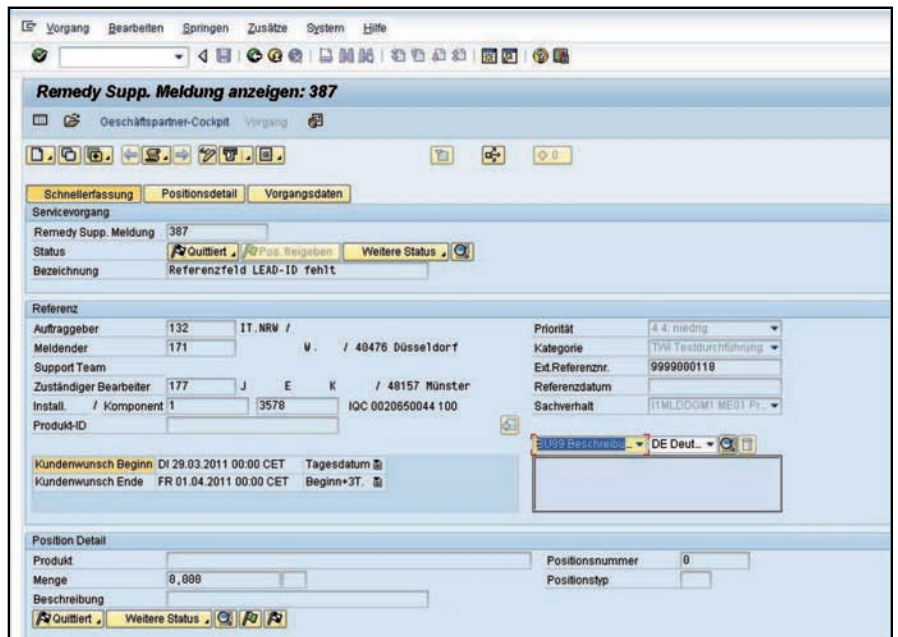 Vorgang Bearbeiten Springen Zusätze System Hilfe
Remedy Supp. Meldung anzeigen: 387
Geschäftspartner-Cockpit Vorgang
Schnellerfassung Positionsdetail Vorgangsdaten
Servicevorgang
Remedy Supp. Meldung 387
Status Quittiert Pos. freigeben Weitere Status
Bezeichnung Referenzfeld LEAD-ID fehlt
Referenz
Auftraggeber 132 IT.NRW / Priorität 4 4: niedrig
Meldender 171 W. / 40476 Düsseldorf Kategorie TWI Testdurchführung
Support Team Ext.Referenznr. 9999000118
Zuständiger Bearbeiter 177 J E K / 48157 Münster Referenzdatum
Install. / Komponent 1 3578 IQC 0020650044 100 Sachverhalt
Produkt-ID
BU99 Beschreibu... DE Deut...
Kundenwunsch Beginn DI 29.03.2011 00:00 CET Tagesdatum
Kundenwunsch Ende FR 01.04.2011 00:00 CET Beginn+3T.
Position Detail
Produkt Positionsnummer 0
Menge 0,000 Positionstyp
Beschreibung
Quittiert Weitere Status